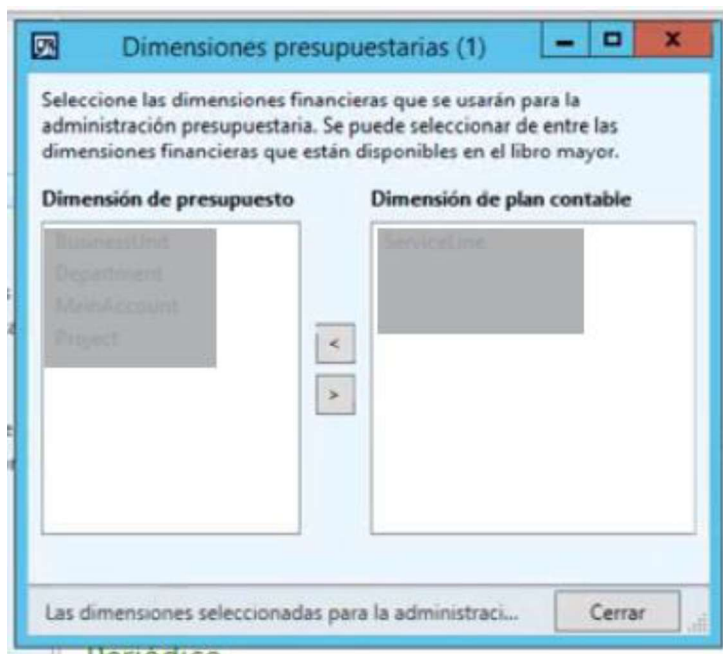 Dimensiones presupuestarias (1)
Seleccione las dimensiones financieras que se usarán para la
administración presupuestaria. Se puede seleccionar de entre las
dimensiones financieras que están disponibles en el libro mayor.
Dimensión de presupuesto
Dimensión de plan contable
BusinessUnit
Department
MainAccount
Project
ServiceLine
<
>
Las dimensiones seleccionadas para la administraci...
Cerrar
Periódico